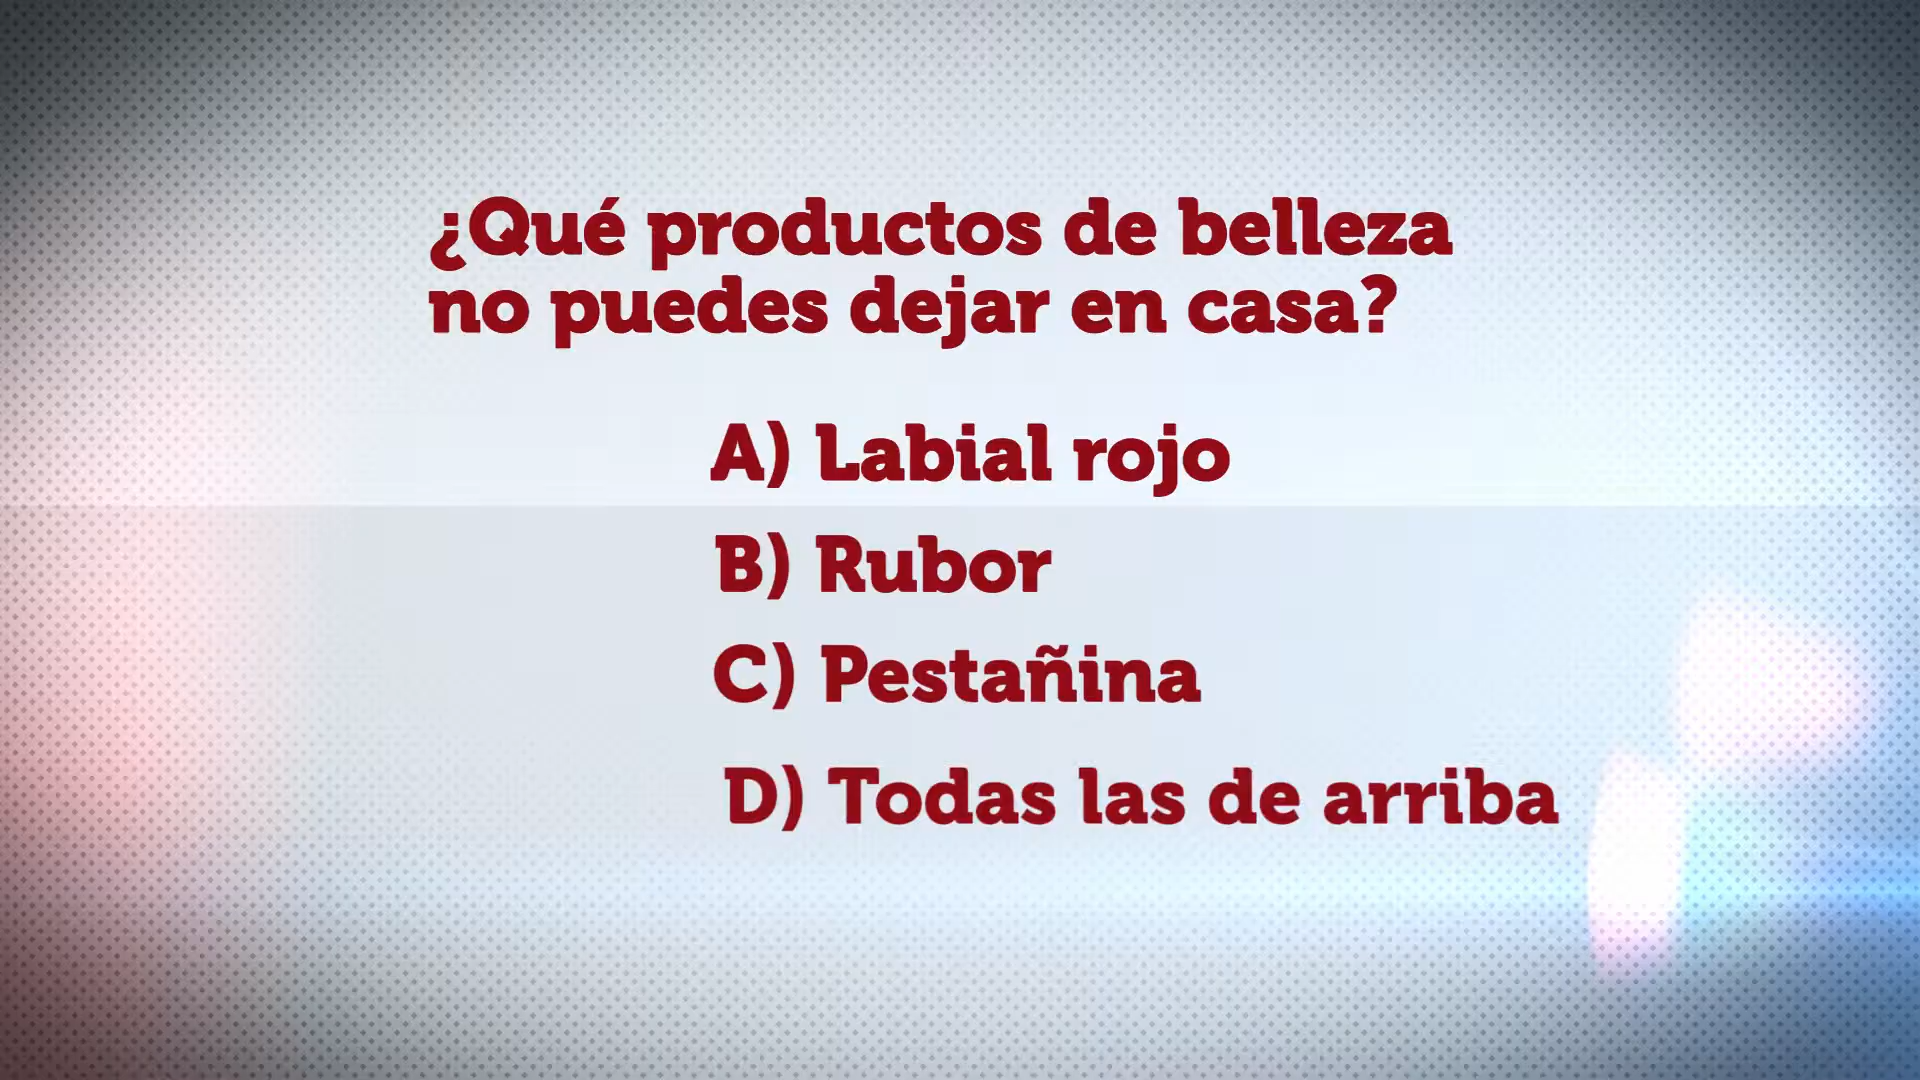 ¿Qué productos de belleza
no puedes dejar en casa?
A) Labial rojo
B) Rubor
C) Pestañina
D) Todas las de arriba